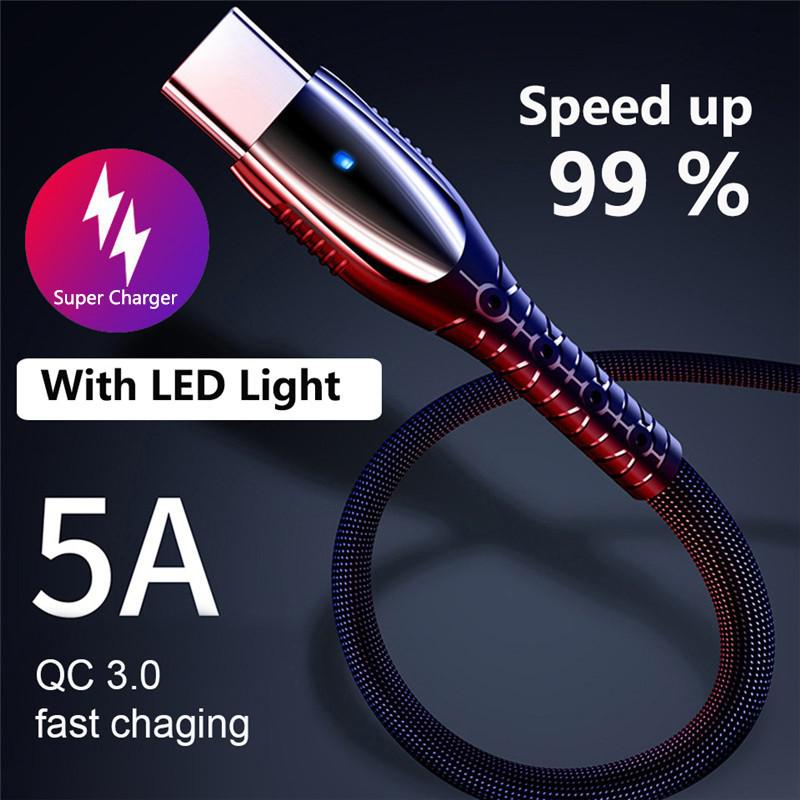 Speed up
99 %
Super Charger
With LED Light
5A
QC 3.0
fast chaging